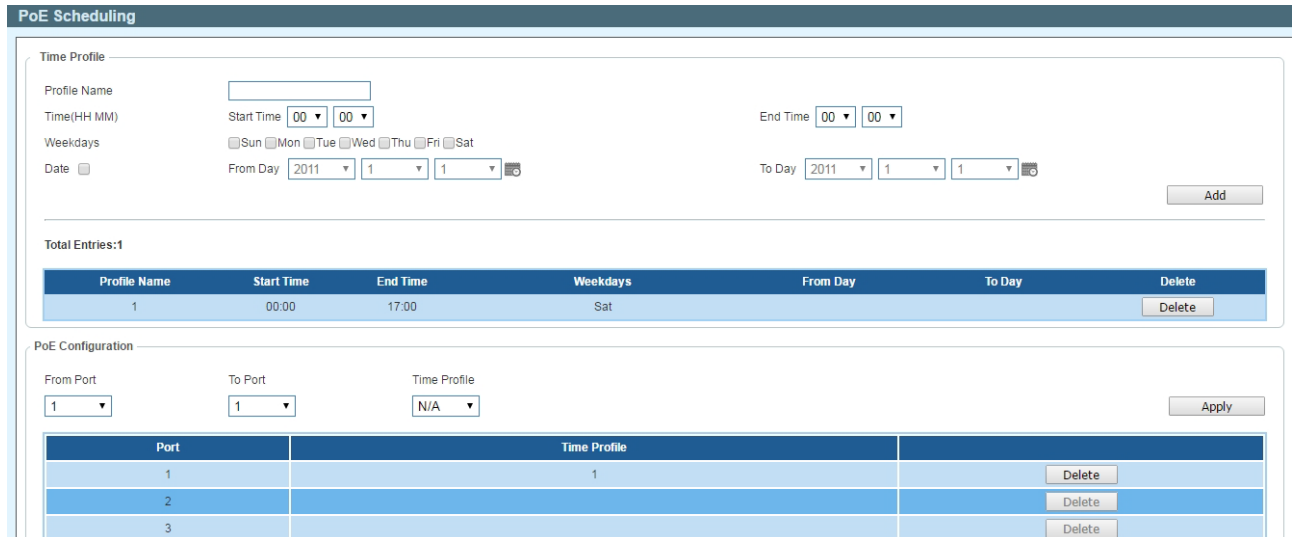 PoE Scheduling
Time Profile
Profile Name
Time(HH MM) Start Time 00 00 End Time 00 00
Weekdays Sun Mon Tue Wed Thu Fri Sat
Date From Day 2011 1 1 To Day 2011 1 1
Add
Total Entries:1
Profile Name Start Time End Time Weekdays From Day To Day Delete
1 00:00 17:00 Sat Delete
PoE Configuration
From Port To Port Time Profile
1 1 N/A Apply
Port Time Profile
1 1 Delete
2 Delete
3 Delete